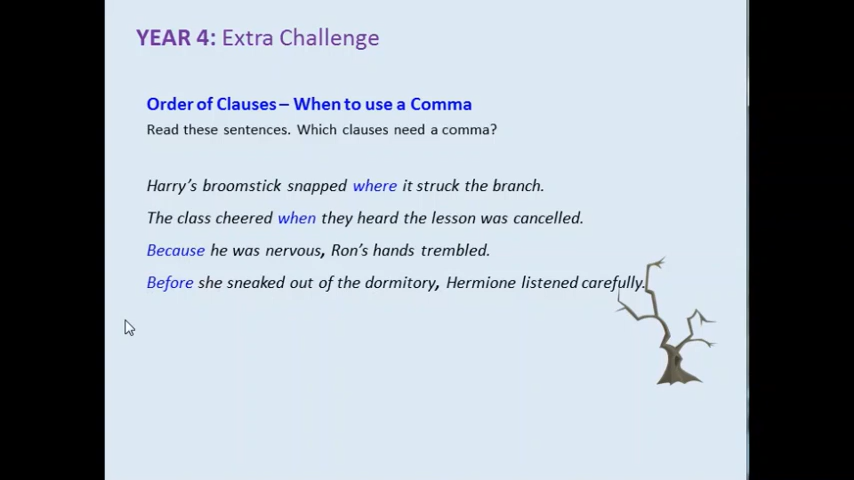 YEAR 4: Extra Challenge
Order of Clauses – When to use a Comma
Read these sentences. Which clauses need a comma?
Harry's broomstick snapped where it struck the branch.
The class cheered when they heard the lesson was cancelled.
Because he was nervous, Ron's hands trembled.
Before she sneaked out of the dormitory, Hermione listened carefully.